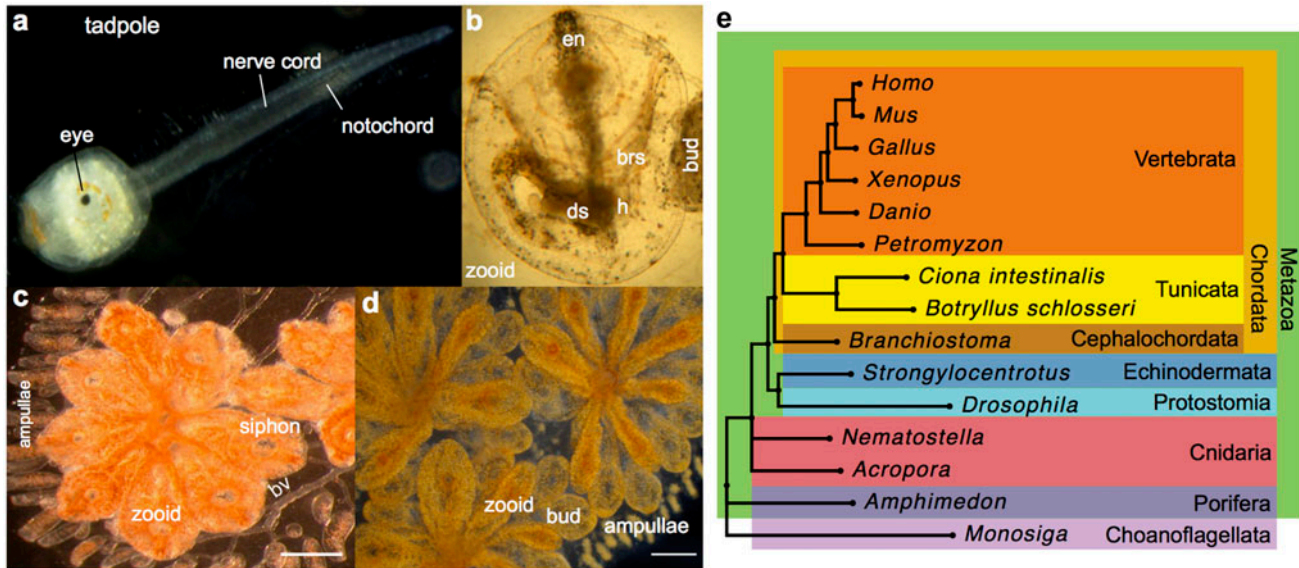 a
tadpole
nerve cord
notochord
eye
b
en
brs
bud
ds
h
zooid
c
ampullae
siphon
bv
zooid
d
zooid
bud
ampullae
e
Homo
Mus
Gallus
Xenopus
Danio
Petromyzon
Vertebrata
Ciona intestinalis
Botryllus schlosseri
Tunicata
Branchiostoma
Cephalochordata
Chordata
Strongylocentrotus
Echinodermata
Drosophila
Protostomia
Metazoa
Nematostella
Acropora
Cnidaria
Amphimedon
Porifera
Monosiga
Choanoflagellata